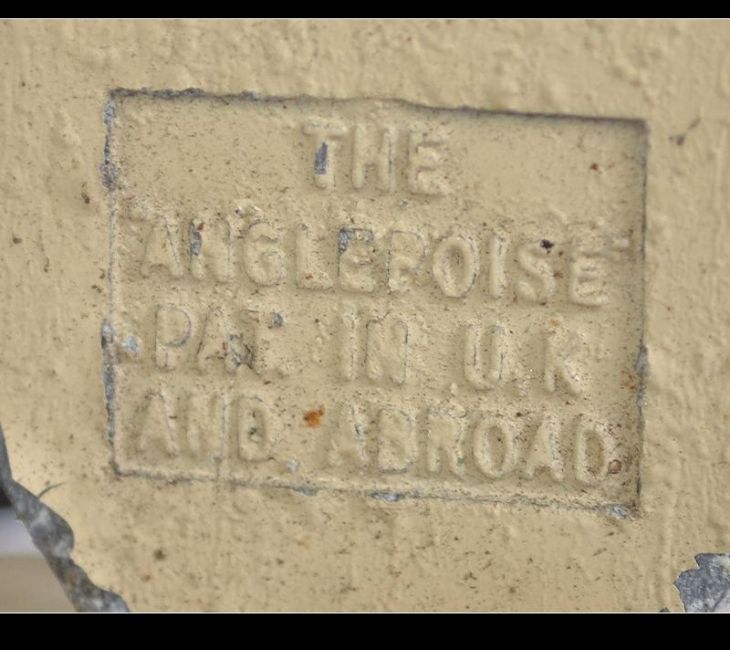 THE
ANGLEPOISE
PAT. IN U.K
AND ABROAD